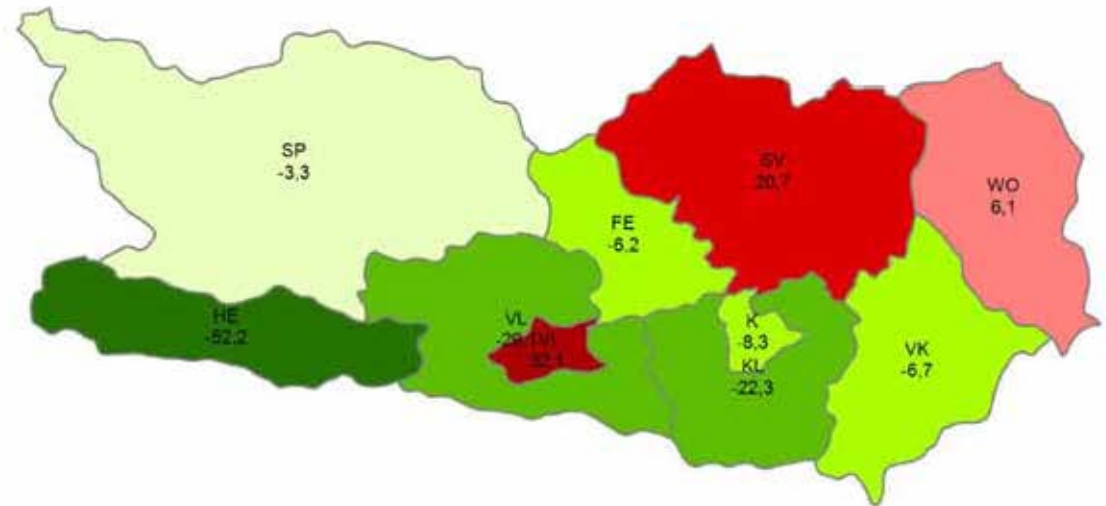 SP
-3,3
SV
20,7
WO
6,1
FE
-6,2
HE
-52,2
VL
K
-8,3
KL
-22,3
VK
-6,7